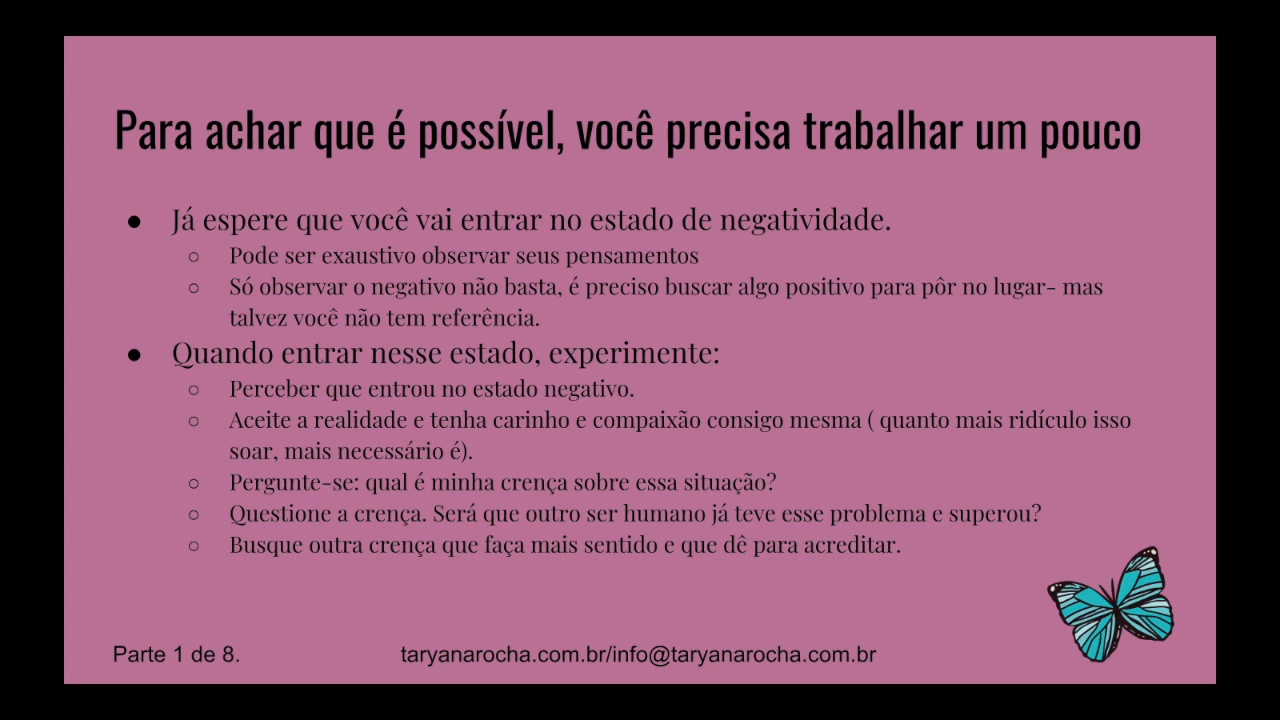 Para achar que é possível, você precisa trabalhar um pouco
● Já espere que você vai entrar no estado de negatividade.
○ Pode ser exaustivo observar seus pensamentos
○ Só observar o negativo não basta, é preciso buscar algo positivo para pôr no lugar- mas
talvez você não tem referência.
● Quando entrar nesse estado, experimente:
○ Perceber que entrou no estado negativo.
○ Aceite a realidade e tenha carinho e compaixão consigo mesma ( quanto mais ridículo isso
soar, mais necessário é).
○ Pergunte-se: qual é minha crença sobre essa situação?
○ Questione a crença. Será que outro ser humano já teve esse problema e superou?
○ Busque outra crença que faça mais sentido e que dê para acreditar.
Parte 1 de 8.
taryanarocha.com.br/info@taryanarocha.com.br